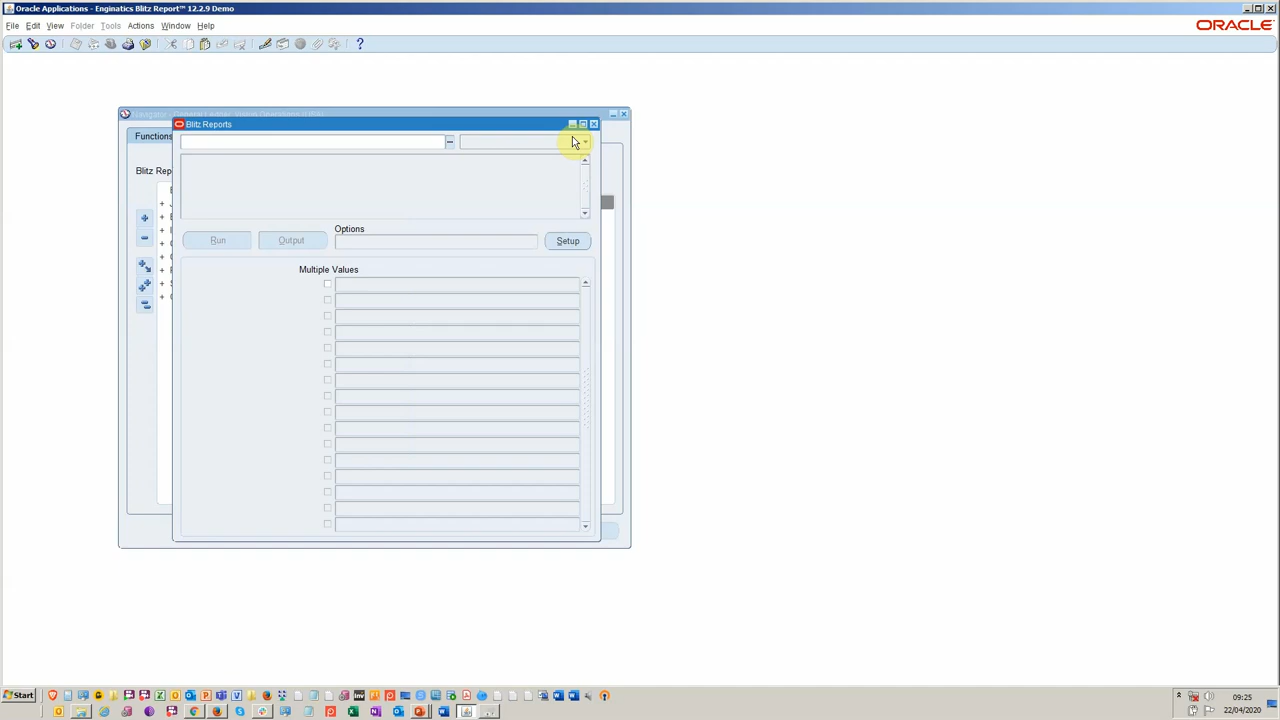 Oracle Applications - Enginatics Blitz Report™ 12.2.9 Demo
File Edit View Folder Tools Actions Window Help
ORACLE
Blitz Reports
Functions
Blitz Rep
Options
Run Output Setup
Multiple Values
Start
09:25
22/04/2020